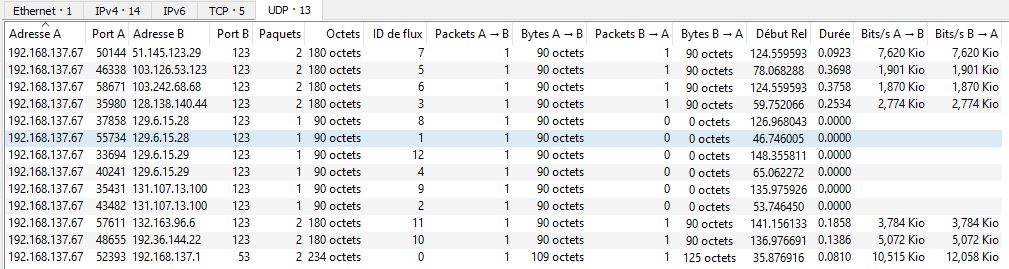 Ethernet · 1 IPv4 · 14 IPv6 TCP · 5 UDP · 13
Adresse A Port A Adresse B Port B Paquets Octets ID de flux Packets A → B Bytes A → B Packets B → A Bytes B → A Début Rel Durée Bits/s A → B Bits/s B → A
192.168.137.67 50144 51.145.123.29 123 2 180 octets 7 1 90 octets 1 90 octets 124.559593 0.0923 7,620 Kio 7,620 Kio
192.168.137.67 46338 103.126.53.123 123 2 180 octets 5 1 90 octets 1 90 octets 78.068288 0.3698 1,901 Kio 1,901 Kio
192.168.137.67 58671 103.242.68.68 123 2 180 octets 6 1 90 octets 1 90 octets 124.559593 0.3758 1,870 Kio 1,870 Kio
192.168.137.67 35980 128.138.140.44 123 2 180 octets 3 1 90 octets 1 90 octets 59.752066 0.2534 2,774 Kio 2,774 Kio
192.168.137.67 37858 129.6.15.28 123 1 90 octets 8 1 90 octets 0 0 octets 126.968043 0.0000
192.168.137.67 55734 129.6.15.28 123 1 90 octets 1 1 90 octets 0 0 octets 46.746005 0.0000
192.168.137.67 33694 129.6.15.29 123 1 90 octets 12 1 90 octets 0 0 octets 148.355811 0.0000
192.168.137.67 40241 129.6.15.29 123 1 90 octets 4 1 90 octets 0 0 octets 65.062272 0.0000
192.168.137.67 35431 131.107.13.100 123 1 90 octets 9 1 90 octets 0 0 octets 135.975926 0.0000
192.168.137.67 43482 131.107.13.100 123 1 90 octets 2 1 90 octets 0 0 octets 53.746450 0.0000
192.168.137.67 57611 132.163.96.6 123 2 180 octets 11 1 90 octets 1 90 octets 141.156133 0.1858 3,784 Kio 3,784 Kio
192.168.137.67 48655 192.36.144.22 123 2 180 octets 10 1 90 octets 1 90 octets 136.976691 0.1386 5,072 Kio 5,072 Kio
192.168.137.67 52393 192.168.137.1 53 2 234 octets 0 1 109 octets 1 125 octets 35.876916 0.0810 10,515 Kio 12,058 Kio